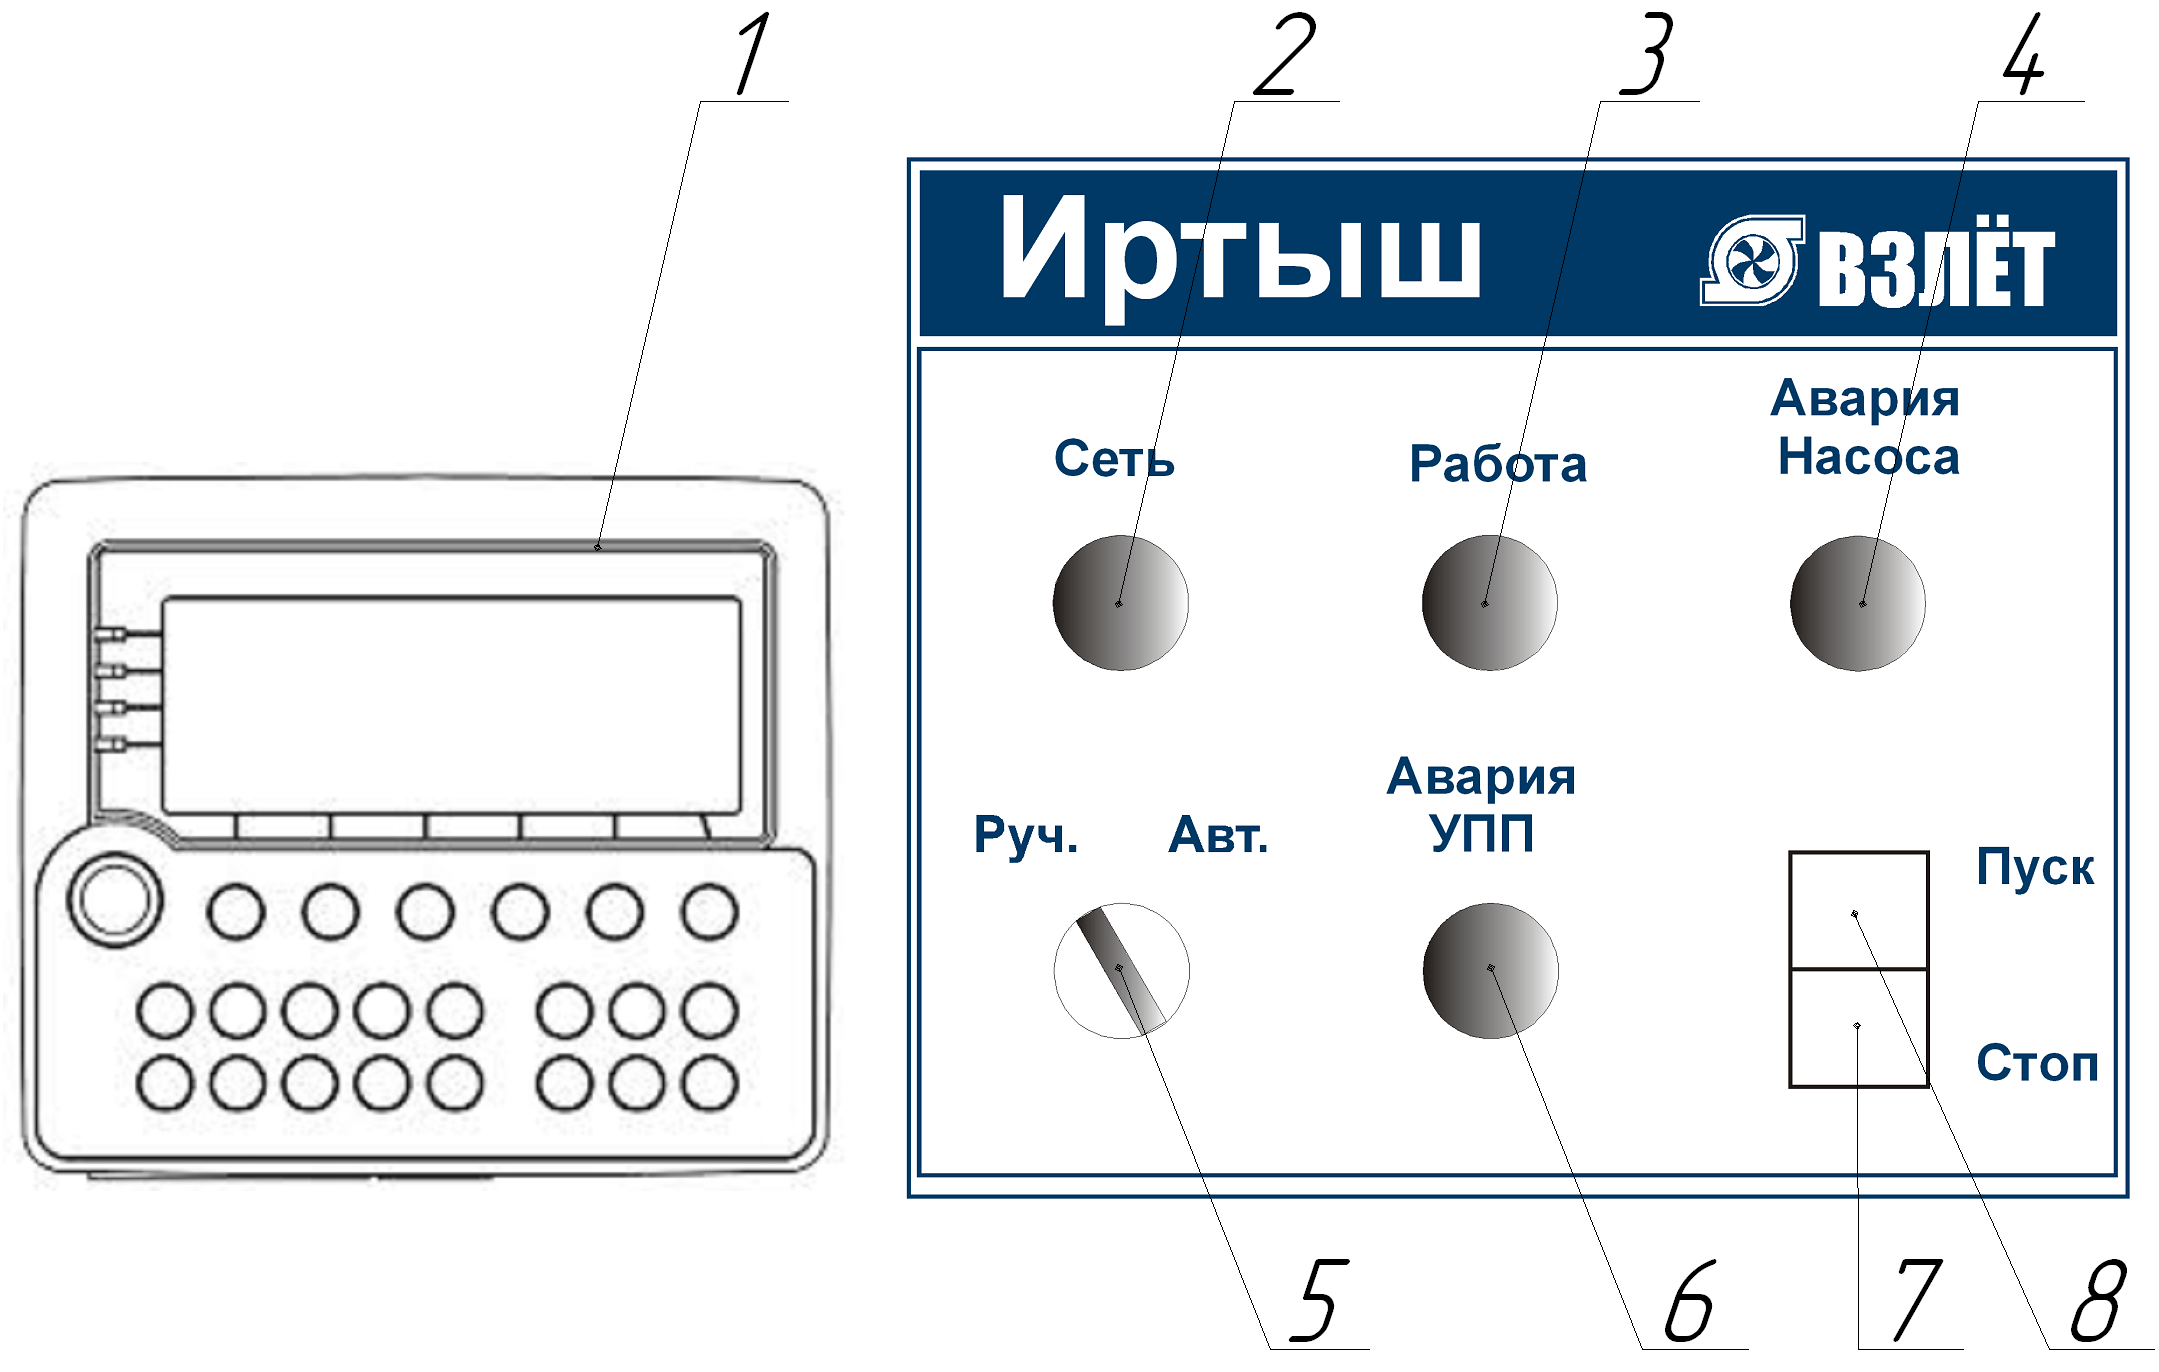 1 2 3 4
Иртыш ВЗЛЁТ
Сеть
Работа
Авария
Насоса
Руч. Авт.
Авария
УПП
Пуск
Стоп
5 6 7 8